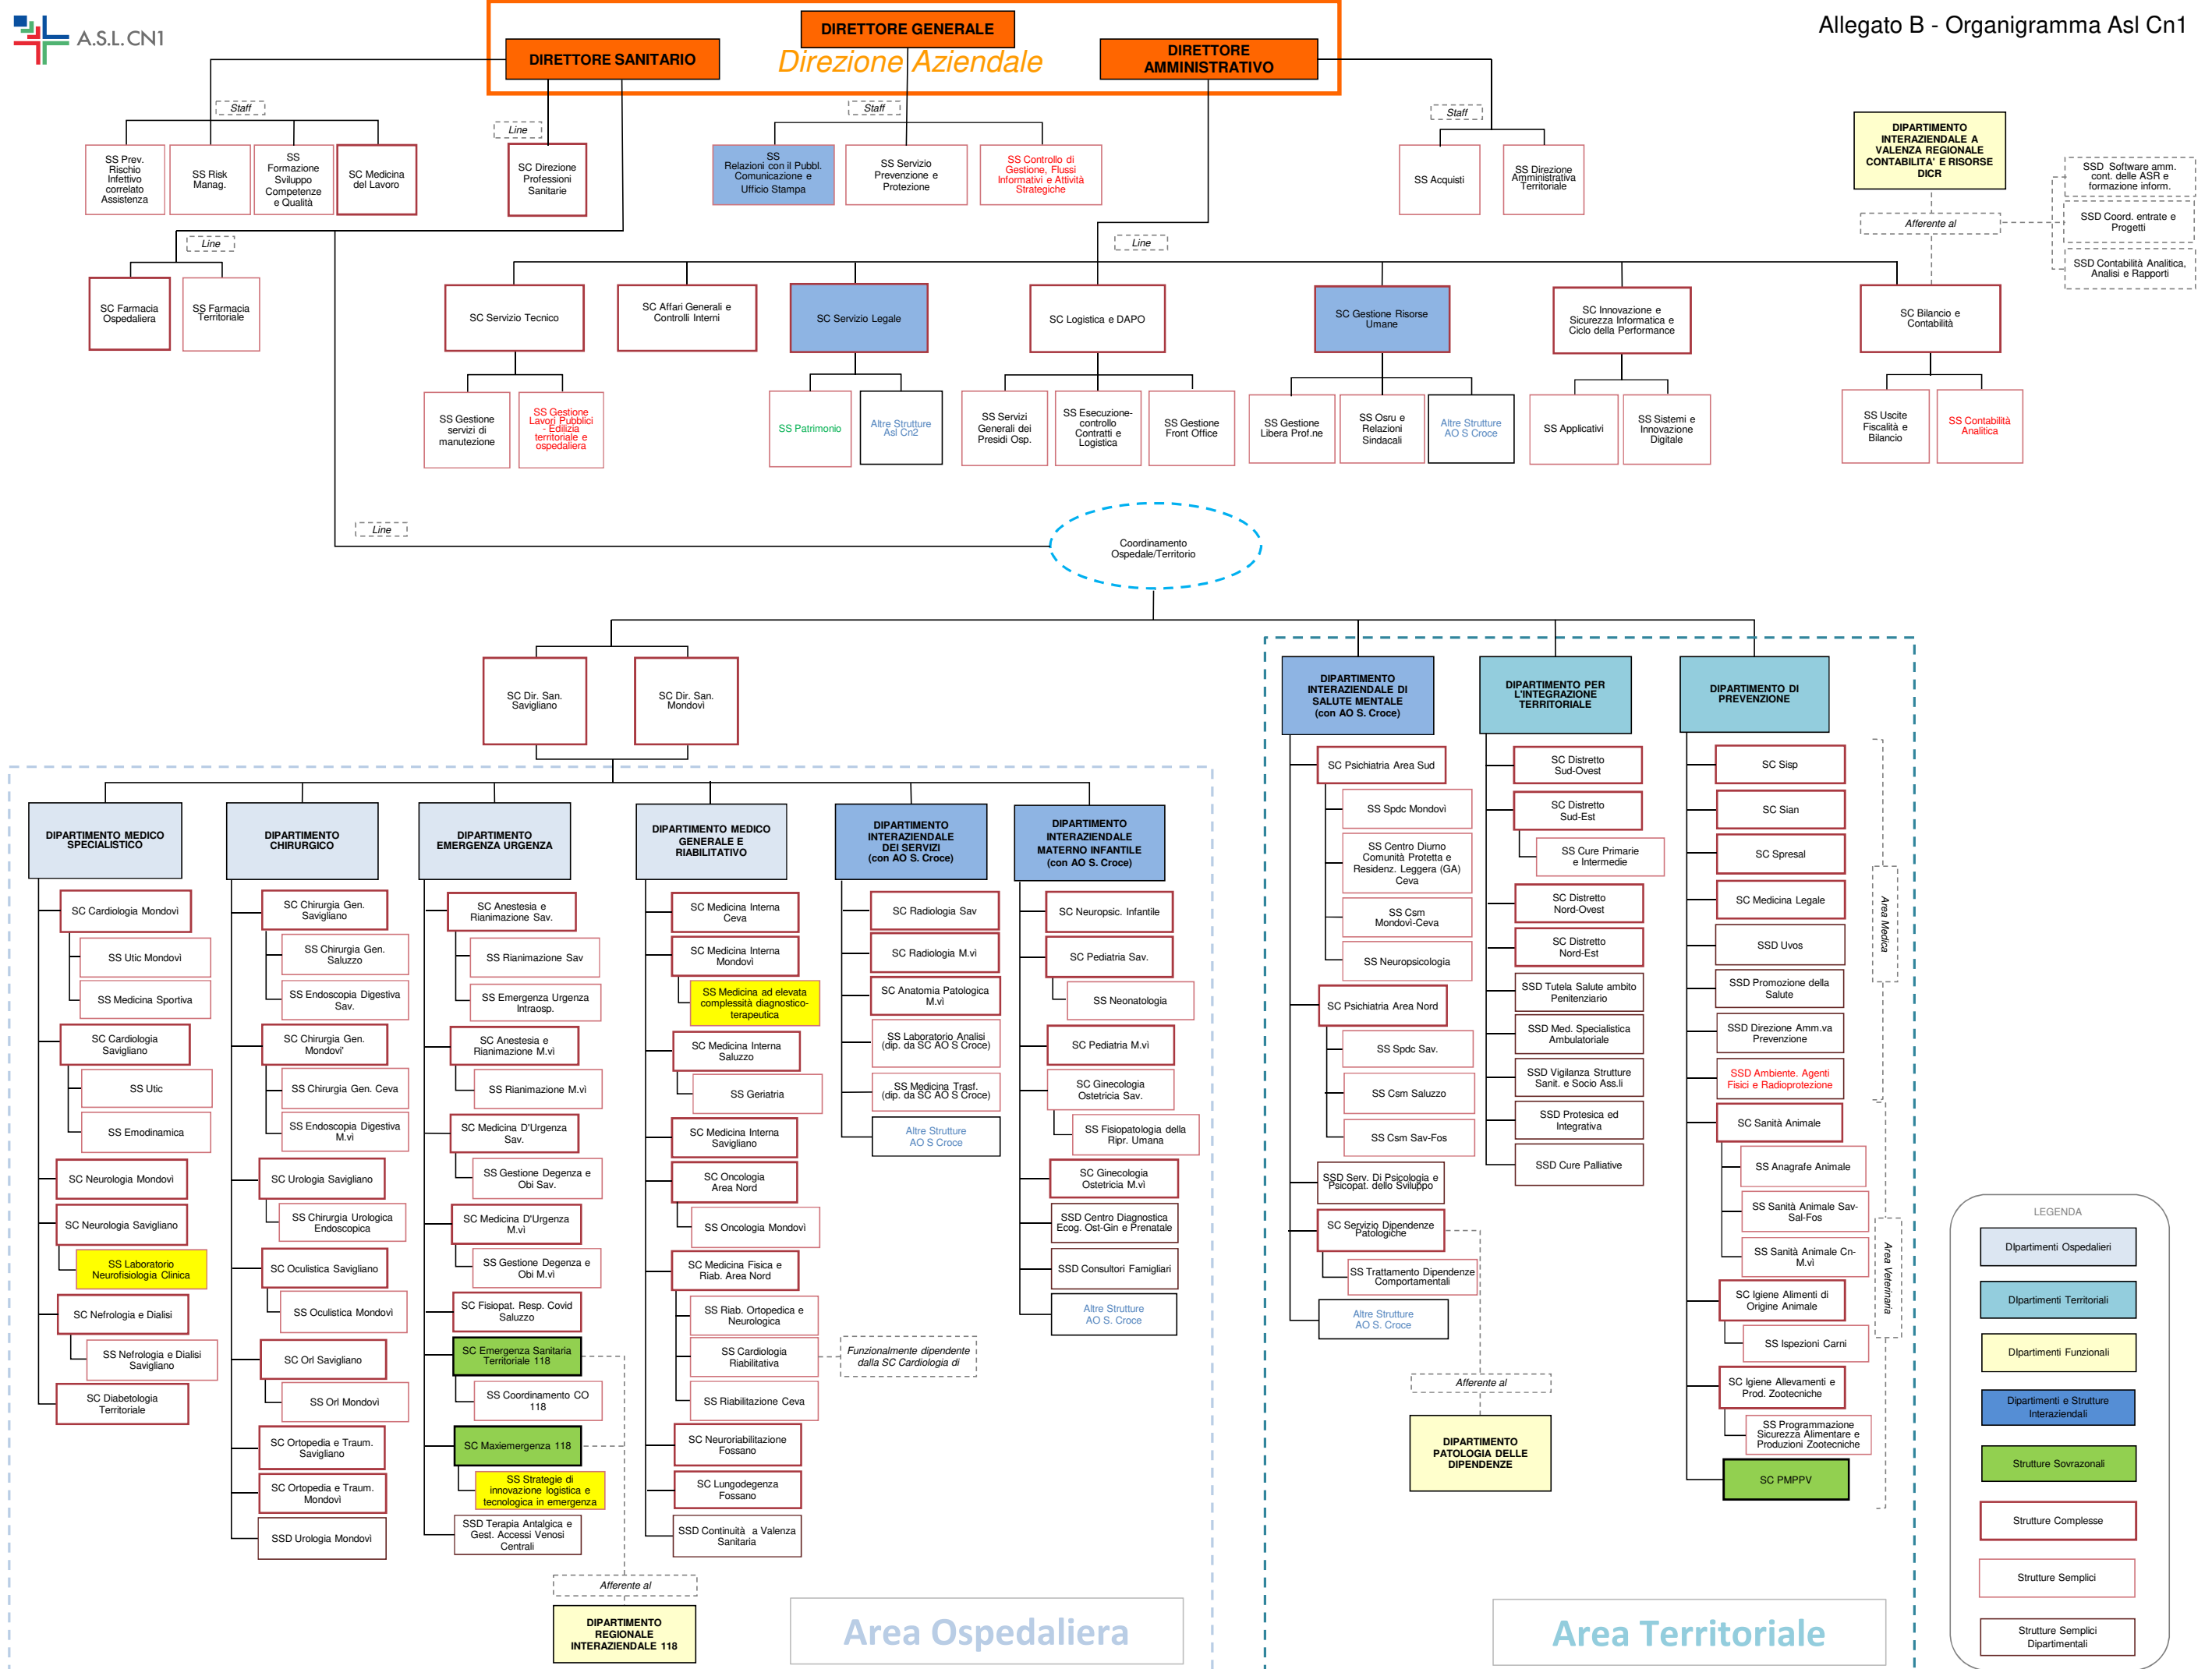 A.S.L. CN1
Allegato B - Organigramma Asl Cn1
DIRETTORE GENERALE
DIRETTORE SANITARIO
Direzione Aziendale
DIRETTORE
AMMINISTRATIVO
Staff
Line
Staff
Staff
SS Prev.
Rischio
Infettivo
correlato
Assistenza
SS Risk
Manag.
SS
Formazione
Sviluppo
Competenze
e Qualità
SC Medicina
del Lavoro
SC Direzione
Professioni
Sanitarie
SS
Relazioni con il Pubbl.
Comunicazione e
Ufficio Stampa
SS Servizio
Prevenzione e
Protezione
SS Controllo di
Gestione, Flussi
Informativi e Attività
Strategiche
SS Acquisti
SS Direzione
Amministrativa
Territoriale
DIPARTIMENTO
INTERAZIENDALE A
VALENZA REGIONALE
CONTABILITA' E RISORSE
DICR
SSD Software amm.
cont. delle ASR e
formazione inform.
Afferente al
SSD Coord. entrate e
Progetti
SSD Contabilità Analitica,
Analisi e Rapporti
Line
Line
SC Farmacia
Ospedaliera
SS Farmacia
Territoriale
SC Servizio Tecnico
SC Affari Generali e
Controlli Interni
SC Servizio Legale
SC Logistica e DAPO
SC Gestione Risorse
Umane
SC Innovazione e
Sicurezza Informatica e
Ciclo della Performance
SC Bilancio e
Contabilità
SS Gestione
servizi di
manutezione
SS Gestione
Lavori Pubblici
- Edilizia
territoriale e
ospedaliera
SS Patrimonio
Altre Strutture
Asl Cn2
SS Servizi
Generali dei
Presidi Osp.
SS Esecuzione-
controllo
Contratti e
Logistica
SS Gestione
Front Office
SS Gestione
Libera Prof.ne
SS Osru e
Relazioni
Sindacali
Altre Strutture
AO S Croce
SS Applicativi
SS Sistemi e
Innovazione
Digitale
SS Uscite
Fiscalità e
Bilancio
SS Contabilità
Analitica
Line
Coordinamento
Ospedale/Territorio
SC Dir. San.
Savigliano
SC Dir. San.
Mondovì
DIPARTIMENTO MEDICO
SPECIALISTICO
SC Cardiologia Mondovì
SS Utic Mondovì
SS Medicina Sportiva
SC Cardiologia
Savigliano
SS Utic
SS Emodinamica
SC Neurologia Mondovì
SC Neurologia Savigliano
SS Laboratorio
Neurofisiologia Clinica
SC Nefrologia e Dialisi
SS Nefrologia e Dialisi
Savigliano
SC Diabetologia
Territoriale
DIPARTIMENTO
CHIRURGICO
SC Chirurgia Gen.
Savigliano
SS Chirurgia Gen.
Saluzzo
SS Endoscopia Digestiva
Sav.
SC Chirurgia Gen.
Mondovi'
SS Chirurgia Gen. Ceva
SS Endoscopia Digestiva
M.vì
SC Urologia Savigliano
SS Chirurgia Urologica
Endoscopica
SC Oculistica Savigliano
SS Oculistica Mondovì
SC Orl Savigliano
SS Orl Mondovì
SC Ortopedia e Traum.
Savigliano
SC Ortopedia e Traum.
Mondovì
SSD Urologia Mondovì
DIPARTIMENTO
EMERGENZA URGENZA
SC Anestesia e
Rianimazione Sav.
SS Rianimazione Sav
SS Emergenza Urgenza
Intraosp.
SC Anestesia e
Rianimazione M.vì
SS Rianimazione M.vì
SC Medicina D'Urgenza
Sav.
SS Gestione Degenza e
Obi Sav.
SC Medicina D'Urgenza
M.vì
SS Gestione Degenza e
Obi M.vì
SC Fisiopat. Resp. Covid
Saluzzo
SC Emergenza Sanitaria
Territoriale 118
SS Coordinamento CO
118
SC Maxiemergenza 118
SS Strategie di
innovazione logistica e
tecnologica in emergenza
SSD Terapia Antalgica e
Gest. Accessi Venosi
Centrali
Afferente al
DIPARTIMENTO
REGIONALE
INTERAZIENDALE 118
DIPARTIMENTO MEDICO
GENERALE E
RIABILITATIVO
SC Medicina Interna
Ceva
SC Medicina Interna
Mondovì
SS Medicina ad elevata
complessità diagnostico-
terapeutica
SC Medicina Interna
Saluzzo
SS Geriatria
SC Medicina Interna
Savigliano
SC Oncologia
Area Nord
SS Oncologia Mondovì
SC Medicina Fisica e
Riab. Area Nord
SS Riab. Ortopedica e
Neurologica
SS Cardiologia
Riabilitativa
Funzionalmente dipendente
dalla SC Cardiologia di
SS Riabilitazione Ceva
SC Neuroriabilitazione
Fossano
SC Lungodegenza
Fossano
SSD Continuità a Valenza
Sanitaria
DIPARTIMENTO
INTERAZIENDALE
DEI SERVIZI
(con AO S. Croce)
SC Radiologia Sav
SC Radiologia M.vì
SC Anatomia Patologica
M.vì
SS Laboratorio Analisi
(dip. da SC AO S Croce)
SS Medicina Trasf.
(dip. da SC AO S Croce)
Altre Strutture
AO S Croce
DIPARTIMENTO
INTERAZIENDALE
MATERNO INFANTILE
(con AO S. Croce)
SC Neuropsic. Infantile
SC Pediatria Sav.
SS Neonatologia
SC Pediatria M.vì
SC Ginecologia
Ostetricia Sav.
SS Fisiopatologia della
Ripr. Umana
SC Ginecologia
Ostetricia M.vì
SSD Centro Diagnostica
Ecog. Ost-Gin e Prenatale
SSD Consultori Famigliari
Altre Strutture
AO S. Croce
Area Ospedaliera
DIPARTIMENTO
INTERAZIENDALE DI
SALUTE MENTALE
(con AO S. Croce)
SC Psichiatria Area Sud
SS Spdc Mondovì
SS Centro Diurno
Comunità Protetta e
Residenz. Leggera (GA)
Ceva
SS Csm
Mondovì-Ceva
SS Neuropsicologia
SC Psichiatria Area Nord
SS Spdc Sav.
SS Csm Saluzzo
SS Csm Sav-Fos
SSD Serv. Di Psicologia e
Psicopat. dello Sviluppo
SC Servizio Dipendenze
Patologiche
SS Trattamento Dipendenze
Comportamentali
Altre Strutture
AO S. Croce
Afferente al
DIPARTIMENTO
PATOLOGIA DELLE
DIPENDENZE
DIPARTIMENTO PER
L'INTEGRAZIONE
TERRITORIALE
SC Distretto
Sud-Ovest
SC Distretto
Sud-Est
SS Cure Primarie
e Intermedie
SC Distretto
Nord-Ovest
SC Distretto
Nord-Est
SSD Tutela Salute ambito
Penitenziario
SSD Med. Specialistica
Ambulatoriale
SSD Vigilanza Strutture
Sanit. e Socio Ass.li
SSD Protesica ed
Integrativa
SSD Cure Palliative
DIPARTIMENTO DI
PREVENZIONE
SC Sisp
SC Sian
SC Spresal
SC Medicina Legale
SSD Uvos
SSD Promozione della
Salute
SSD Direzione Amm.va
Prevenzione
SSD Ambiente. Agenti
Fisici e Radioprotezione
Area Medica
SC Sanità Animale
SS Anagrafe Animale
SS Sanità Animale Sav-
Sal-Fos
SS Sanità Animale Cn-
M.vì
SC Igiene Alimenti di
Origine Animale
SS Ispezioni Carni
SC Igiene Allevamenti e
Prod. Zootecniche
SS Programmazione
Sicurezza Alimentare e
Produzioni Zootecniche
SC PMPPV
Area Veterinaria
Area Territoriale
LEGENDA
DIpartimenti Ospedalieri
DIpartimenti Territoriali
DIpartimenti Funzionali
Dipartimenti e Strutture
Interaziendali
Strutture Sovrazonali
Strutture Complesse
Strutture Semplici
Strutture Semplici
Dipartimentali